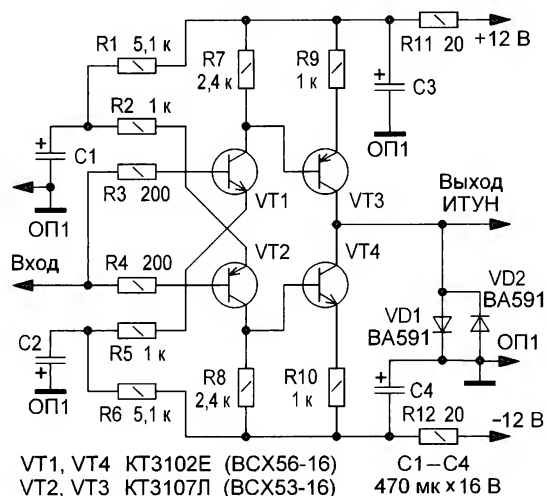 R1 5,1 к
R7
2,4 к
R9
1 к
R11 20
+12 В
R2 1 к
C1
ОП1
R3
200
C3
ОП1
VT1
VT3
Выход
ИТУН
Вход
R4 200
VT2
VT4
VD2
BA591
VD1
BA591
ОП1
C2
ОП1
R5 1 к
R6
5,1 к
R8
2,4 к
R10
1 к
C4
R12 20
–12 В
VT1, VT4 КТ3102Е (BCX56-16)
VT2, VT3 КТ3107Л (BCX53-16)
C1–C4
470 мк×16 В